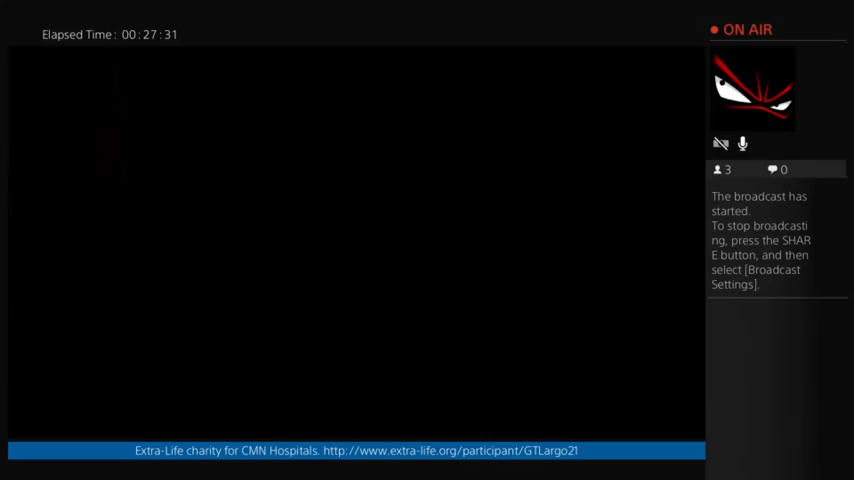 Elapsed Time: 00:27:31
ON AIR
3
0
The broadcast has
started.
To stop broadcasti
ng, press the SHAR
E button, and then
select [Broadcast
Settings].
Extra-Life charity for CMN Hospitals. http://www.extra-life.org/participant/GTLargo21